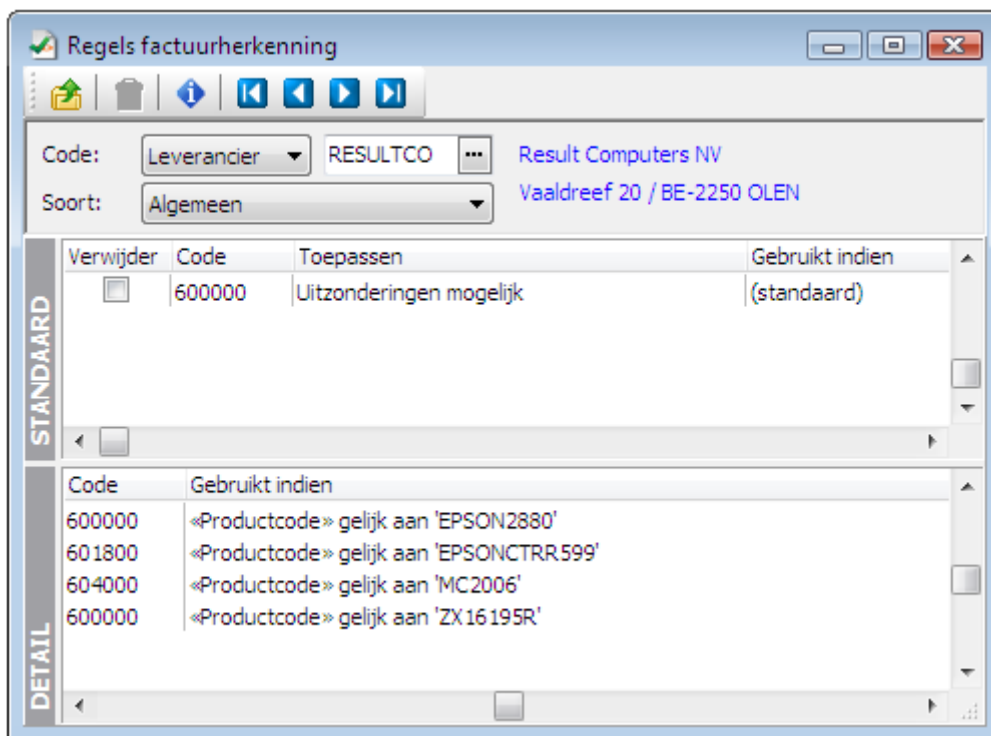 Regels factuurherkenning
Code: Leverancier RESULTCO ... Result Computers NV
Vaaldreef 20 / BE-2250 OLEN
Soort: Algemeen
STANDAARD
Verwijder Code Toepassen Gebruikt indien
600000 Uitzonderingen mogelijk (standaard)
DETAIL
Code Gebruikt indien
600000 «Productcode» gelijk aan 'EPSON2880'
601800 «Productcode» gelijk aan 'EPSONCTRR599'
604000 «Productcode» gelijk aan 'MC2006'
600000 «Productcode» gelijk aan 'ZX16195R'